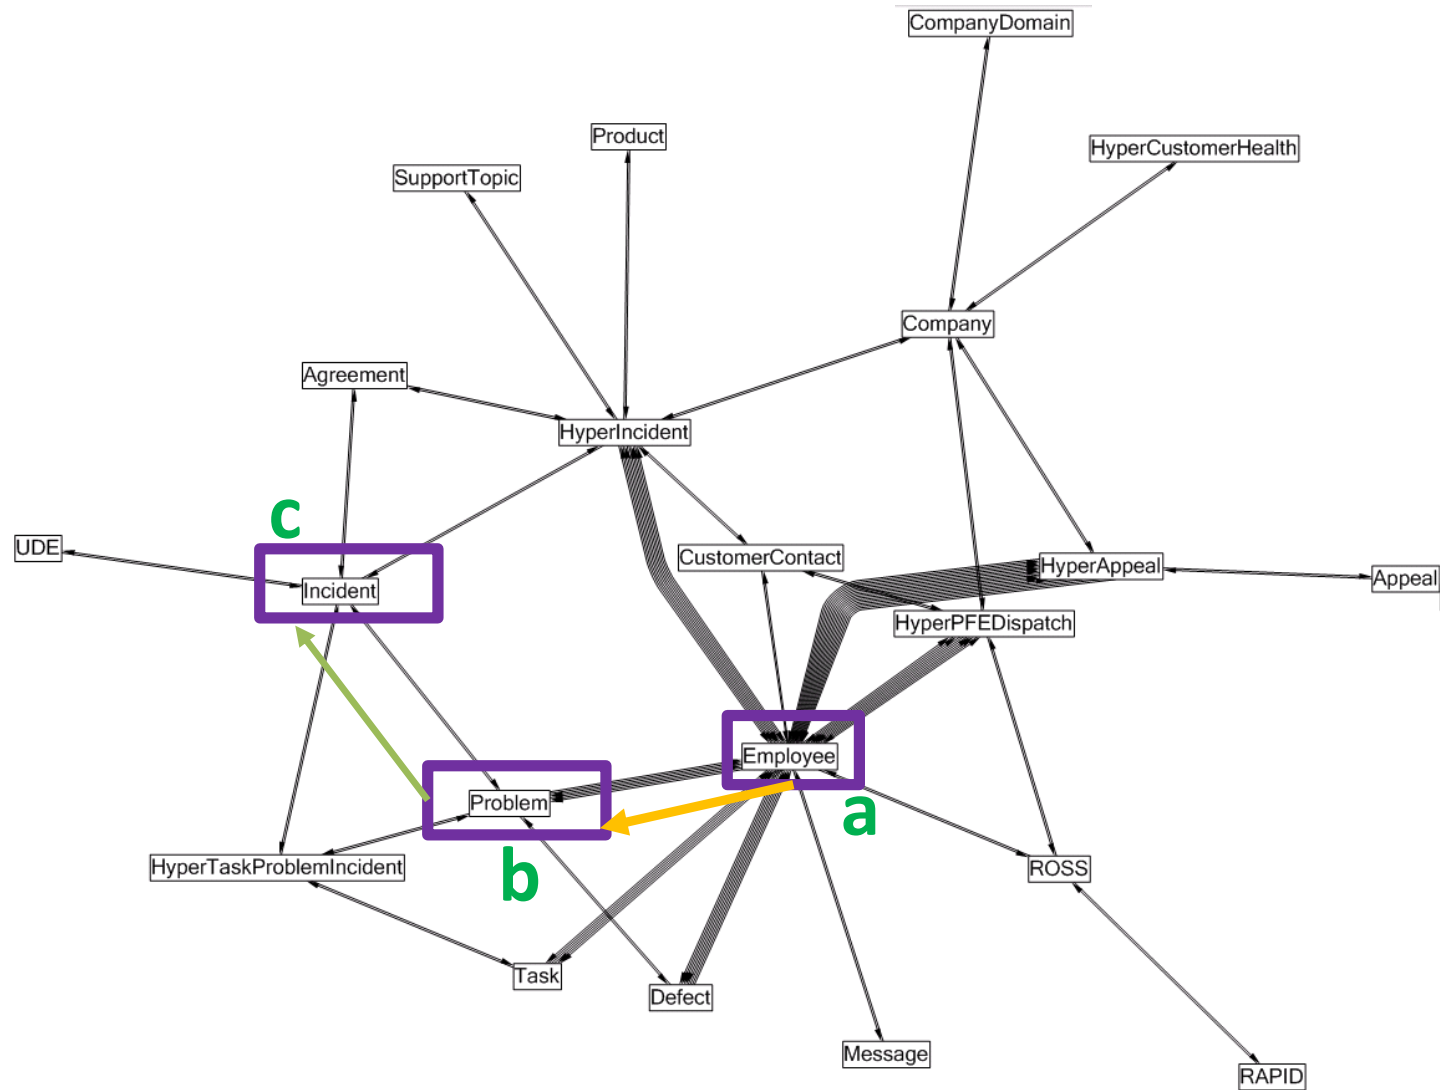 CompanyDomain
Product
HyperCustomerHealth
SupportTopic
Company
Agreement
HyperIncident
c
UDE
CustomerContact
HyperAppeal
Appeal
Incident
HyperPFEDispatch
Employee
a
Problem
b
HyperTaskProblemIncident
ROSS
Task
Defect
Message
RAPID